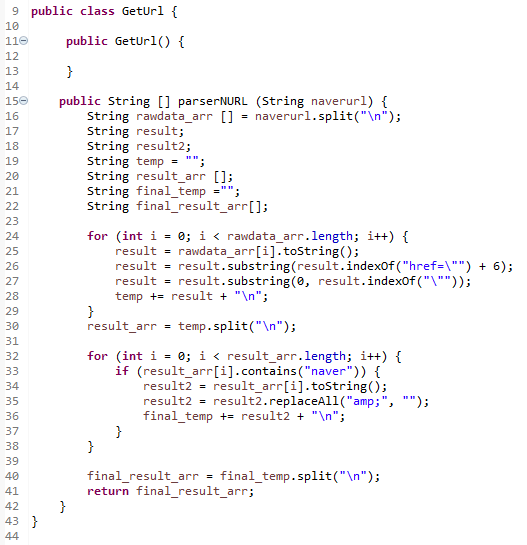 9 public class GetUrl {
10
11 public GetUrl() {
12
13 }
14
15 public String [] parserNURL (String naverurl) {
16 String rawdata_arr [] = naverurl.split("\n");
17 String result;
18 String result2;
19 String temp = "";
20 String result_arr [];
21 String final_temp ="";
22 String final_result_arr[];
23
24 for (int i = 0; i < rawdata_arr.length; i++) {
25 result = rawdata_arr[i].toString();
26 result = result.substring(result.indexOf("href=\"") + 6);
27 result = result.substring(0, result.indexOf("\""));
28 temp += result + "\n";
29 }
30 result_arr = temp.split("\n");
31
32 for (int i = 0; i < result_arr.length; i++) {
33 if (result_arr[i].contains("naver")) {
34 result2 = result_arr[i].toString();
35 result2 = result2.replaceAll("amp;", "");
36 final_temp += result2 + "\n";
37 }
38 }
39
40 final_result_arr = final_temp.split("\n");
41 return final_result_arr;
42 }
43 }
44